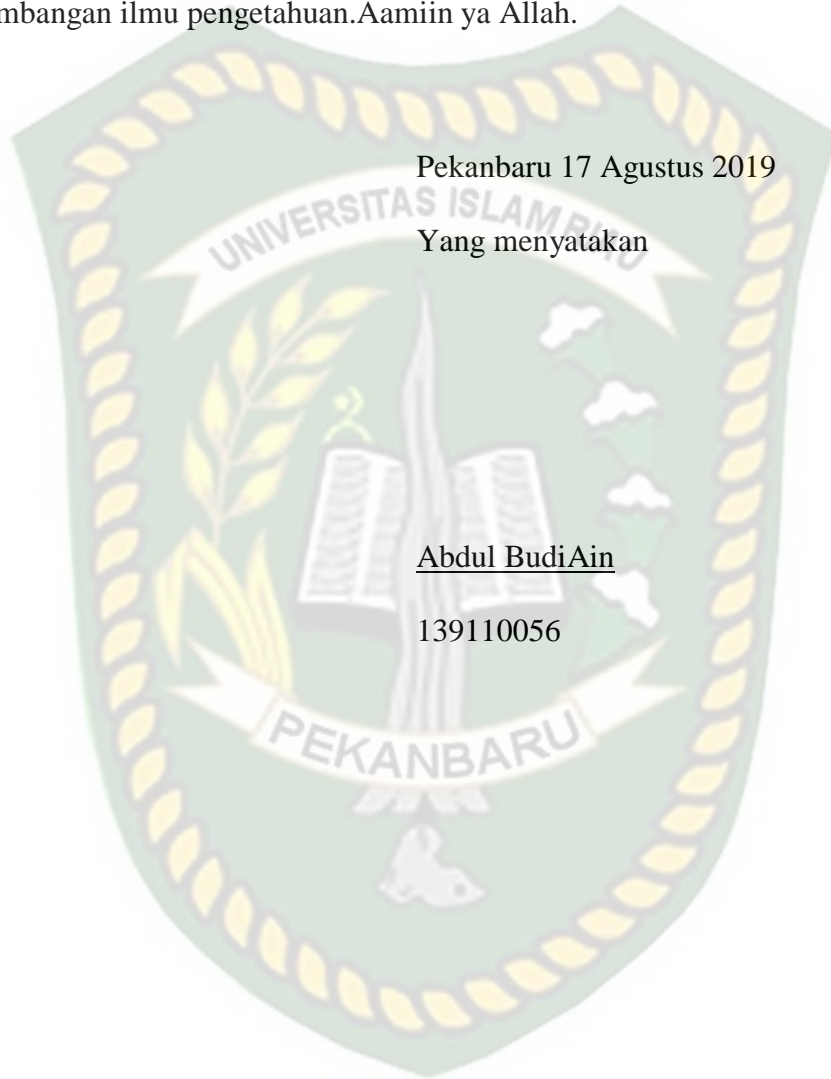 mbangan ilmu pengetahuan.Aamiin ya Allah.
Pekanbaru 17 Agustus 2019
UNIVERSITAS ISLAM RIAU
Yang menyatakan
Abdul BudiAin
139110056
PEKANBARU